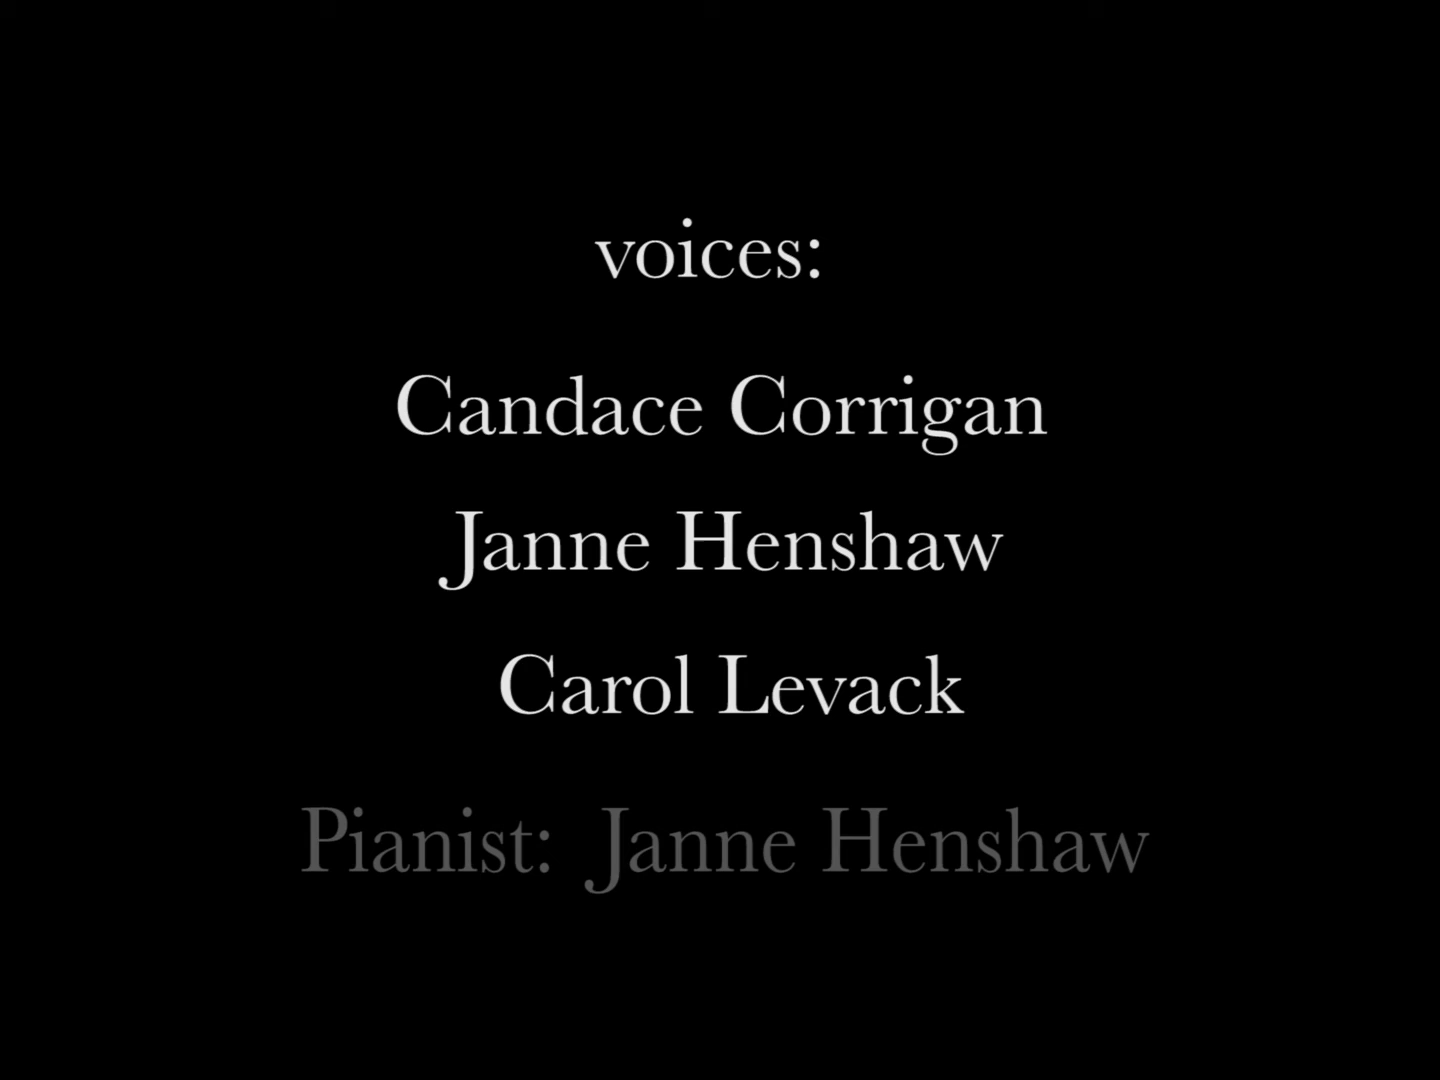 voices:
Candace Corrigan
Janne Henshaw
Carol Levack
Pianist: Janne Henshaw